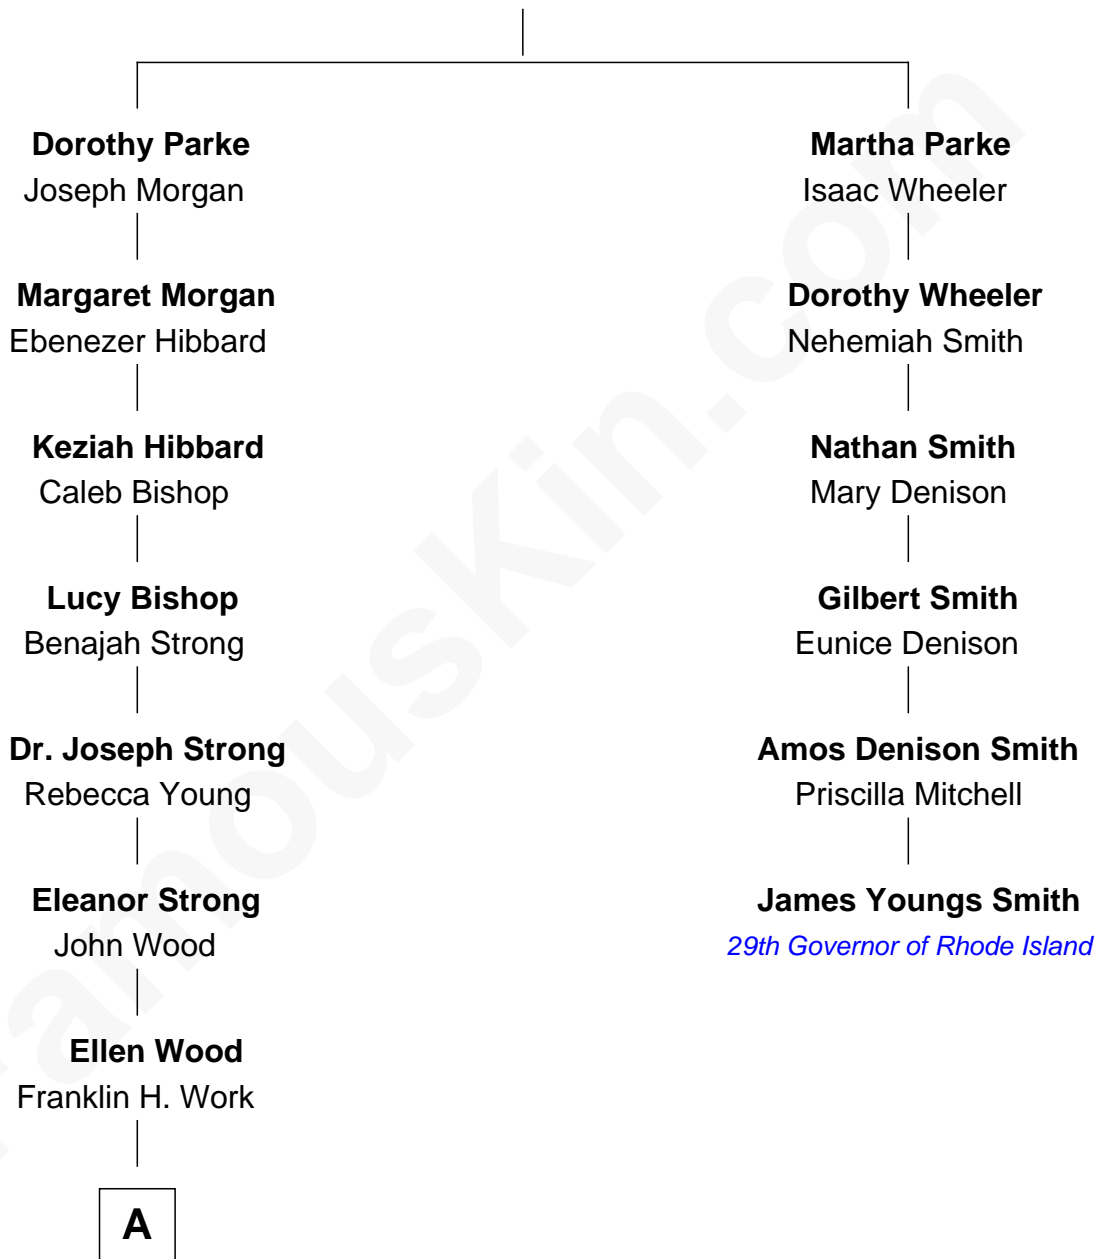 Dorothy Parke
Joseph Morgan
Margaret Morgan
Ebenezer Hibbard
Keziah Hibbard
Caleb Bishop
Lucy Bishop
Benajah Strong
Dr. Joseph Strong
Rebecca Young
Eleanor Strong
John Wood
Ellen Wood
Franklin H. Work
A
Martha Parke
Isaac Wheeler
Dorothy Wheeler
Nehemiah Smith
Nathan Smith
Mary Denison
Gilbert Smith
Eunice Denison
Amos Denison Smith
Priscilla Mitchell
James Youngs Smith
29th Governor of Rhode Island
FamousKin.com